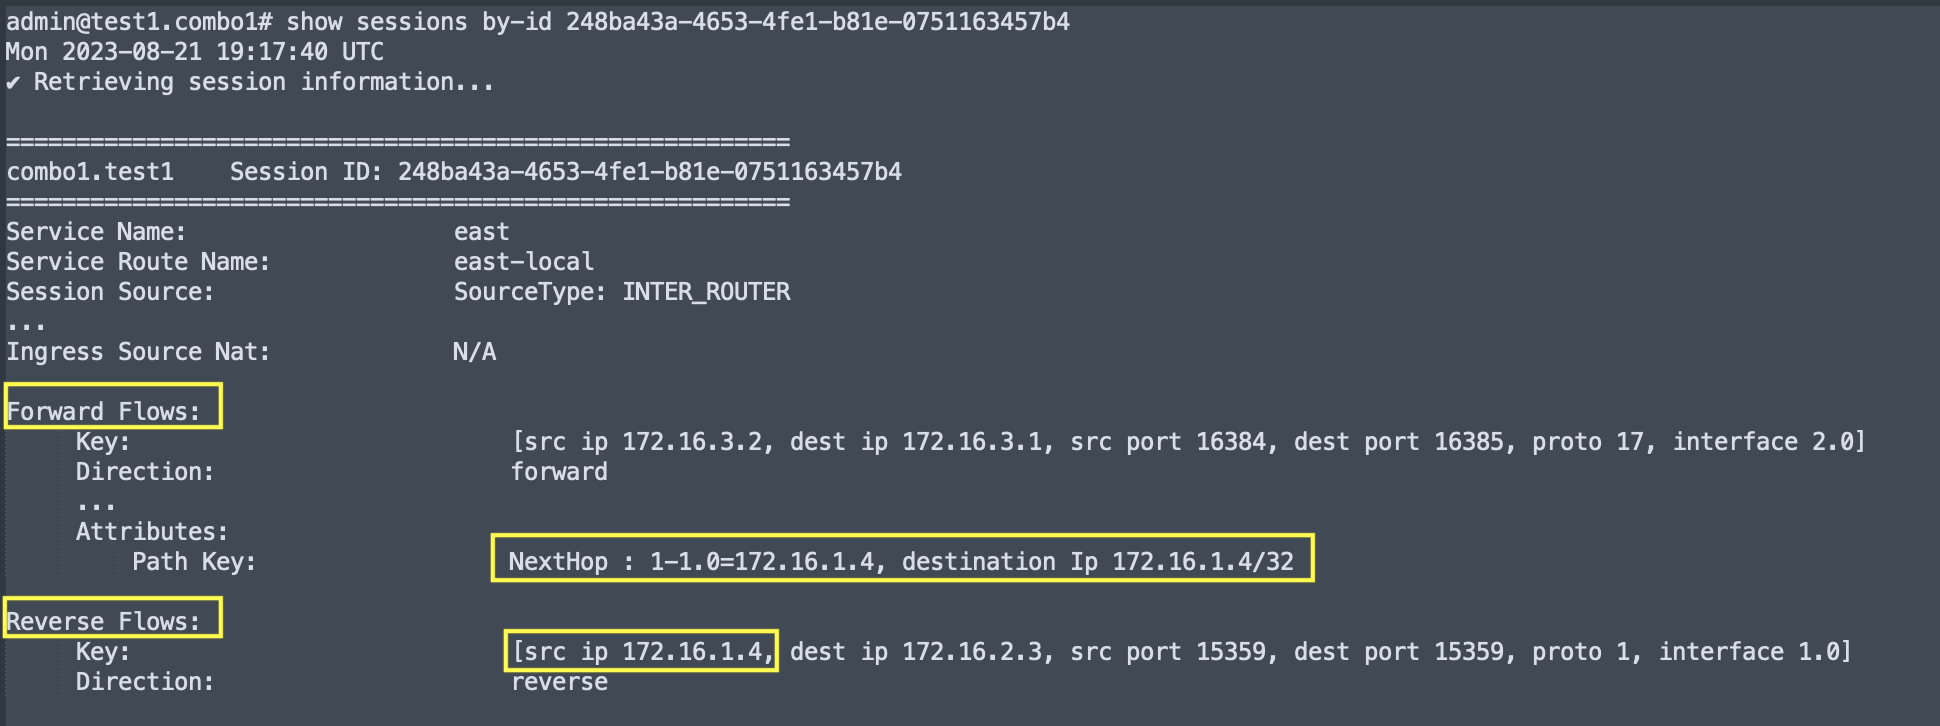 admin@test1.combo1# show sessions by-id 248ba43a-4653-4fe1-b81e-0751163457b4
Mon 2023-08-21 19:17:40 UTC
✔ Retrieving session information...
========================================================
combo1.test1    Session ID: 248ba43a-4653-4fe1-b81e-0751163457b4
========================================================
Service Name:                   east
Service Route Name:             east-local
Session Source:                 SourceType: INTER_ROUTER
...
Ingress Source Nat:             N/A
Forward Flows:
     Key:                           [src ip 172.16.3.2, dest ip 172.16.3.1, src port 16384, dest port 16385, proto 17, interface 2.0]
     Direction:                     forward
     ...
     Attributes:
         Path Key:                  NextHop : 1-1.0=172.16.1.4, destination Ip 172.16.1.4/32
Reverse Flows:
     Key:                           [src ip 172.16.1.4, dest ip 172.16.2.3, src port 15359, dest port 15359, proto 1, interface 1.0]
     Direction:                     reverse